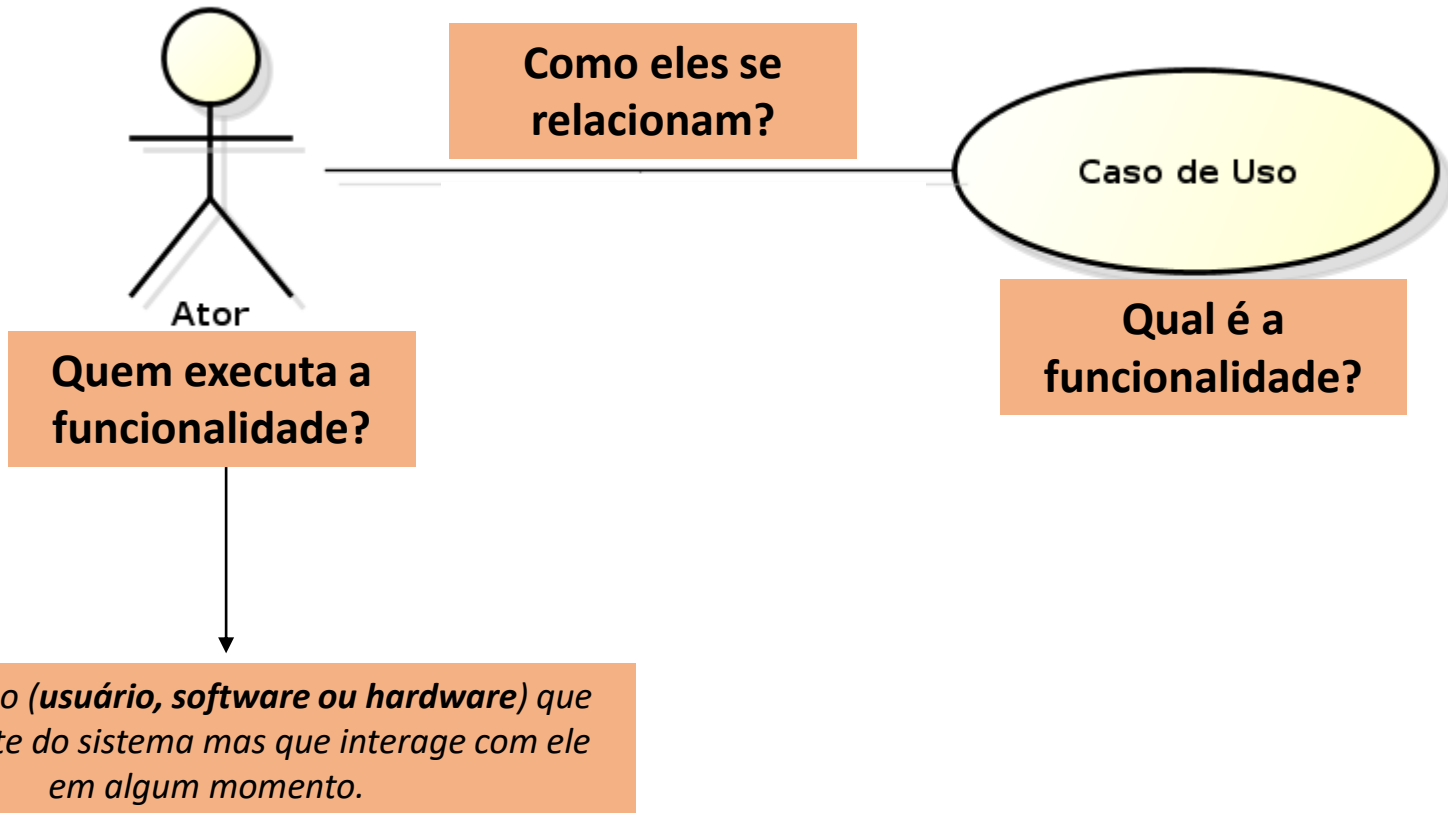 Como eles se
relacionam?
Caso de Uso
Ator
Qual é a
funcionalidade?
Quem executa a
funcionalidade?
(usuário, software ou hardware) que
do sistema mas que interage com ele
em algum momento.